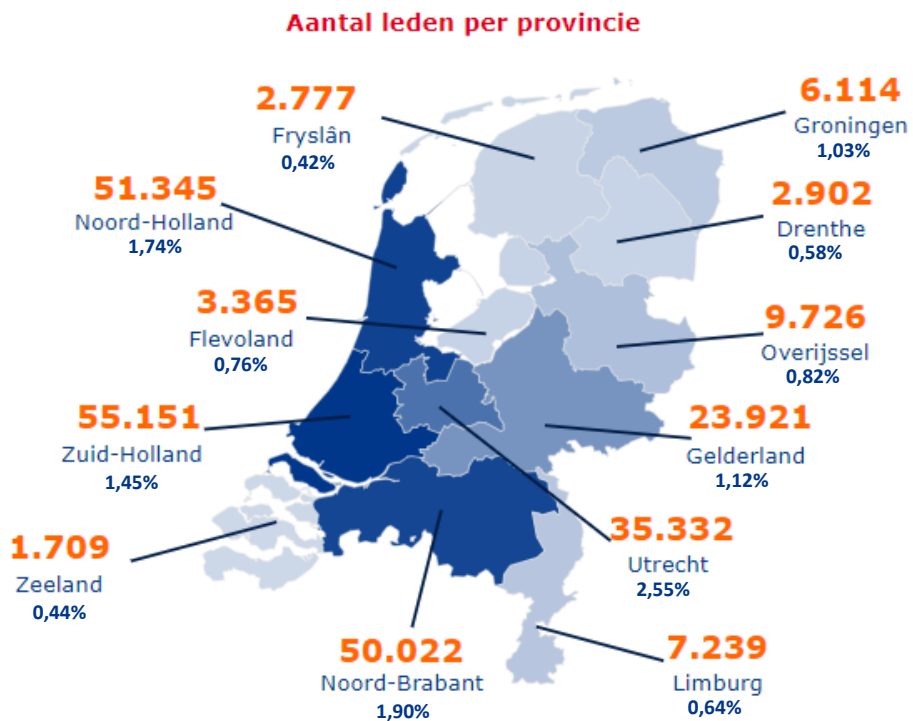 Aantal leden per provincie
2.777
Fryslân
0,42%
6.114
Groningen
1,03%
51.345
Noord-Holland
1,74%
2.902
Drenthe
0,58%
3.365
Flevoland
0,76%
9.726
Overijssel
0,82%
55.151
Zuid-Holland
1,45%
23.921
Gelderland
1,12%
1.709
Zeeland
0,44%
35.332
Utrecht
2,55%
50.022
Noord-Brabant
1,90%
7.239
Limburg
0,64%